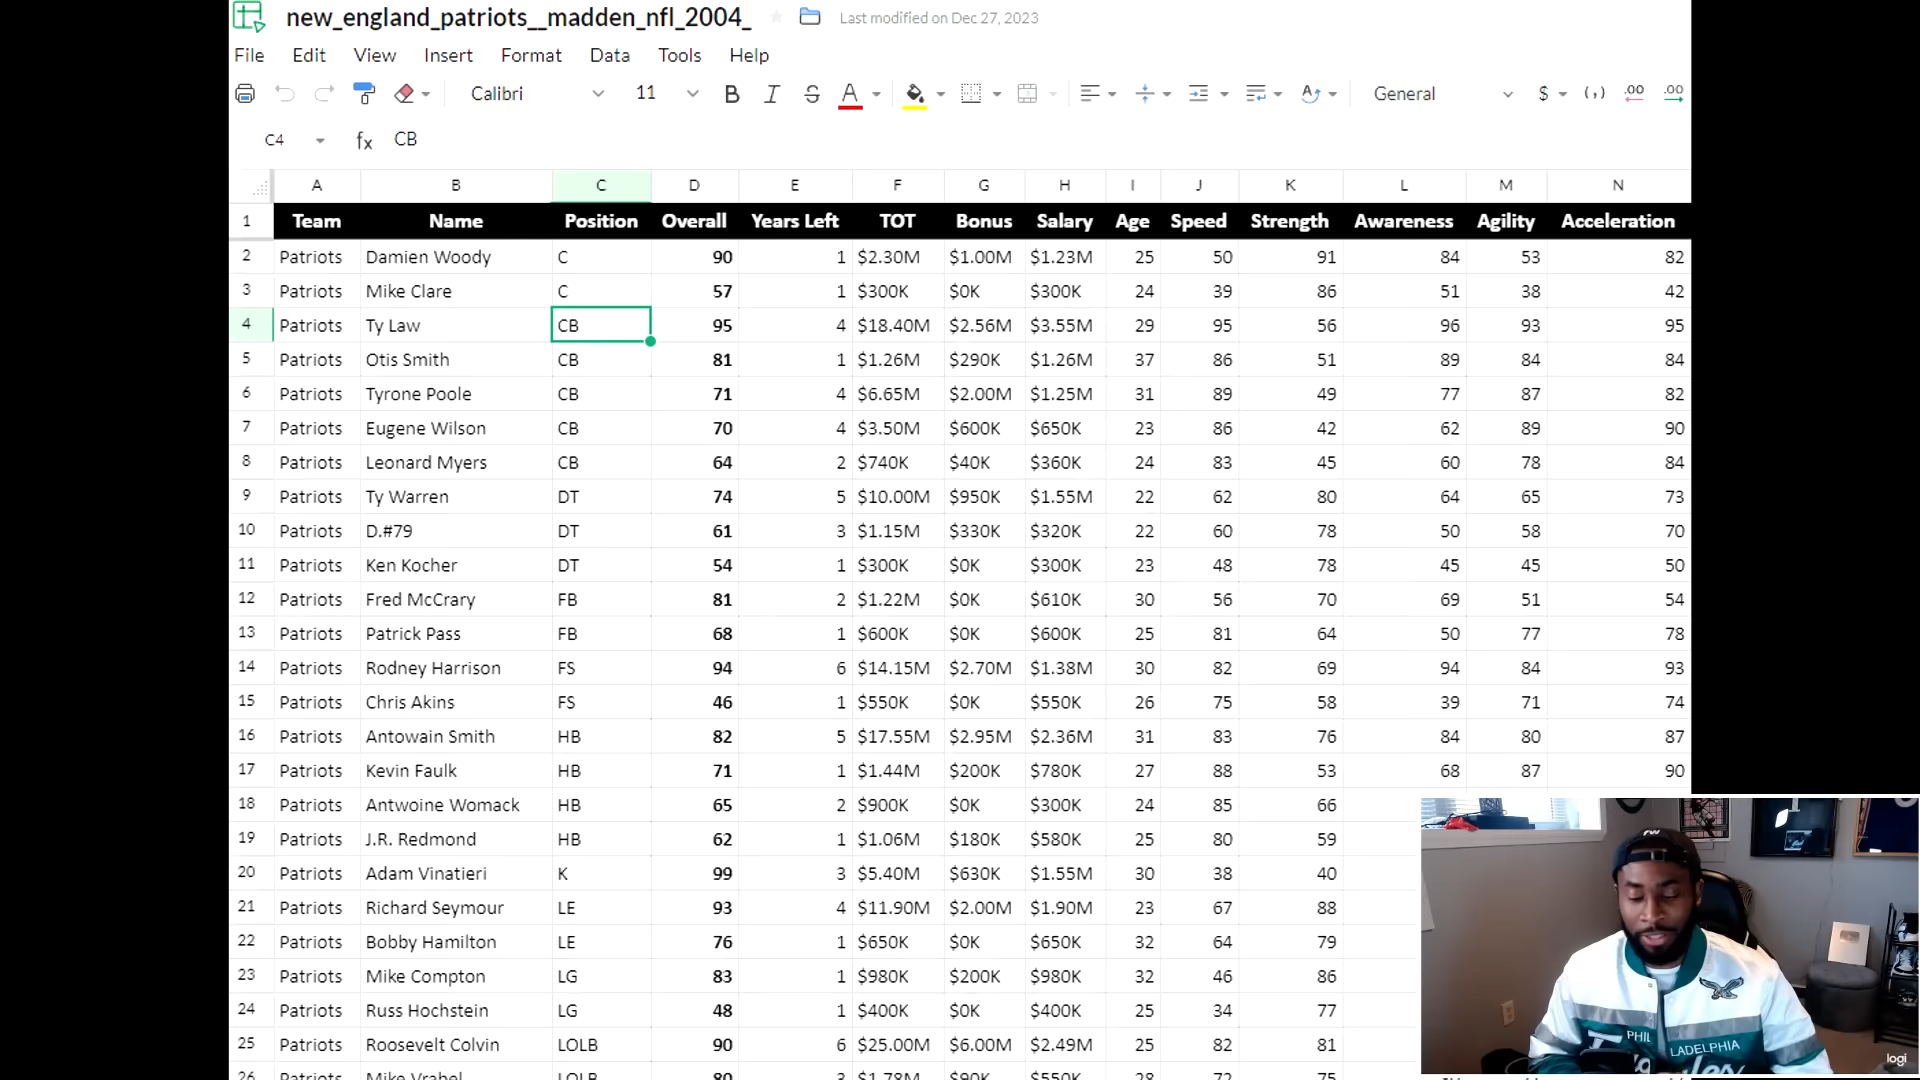 new_england_patriots__madden_nfl_2004_ Last modified on Dec 27, 2023
File Edit View Insert Format Data Tools Help
Calibri 11 B I S A General $ (,) .00 .00
C4 fx CB
A B C D E F G H I J K L M N
1 Team Name Position Overall Years Left TOT Bonus Salary Age Speed Strength Awareness Agility Acceleration
2 Patriots Damien Woody C 90 1 $2.30M $1.00M $1.23M 25 50 91 84 53 82
3 Patriots Mike Clare C 57 1 $300K $0K $300K 24 39 86 51 38 42
4 Patriots Ty Law CB 95 4 $18.40M $2.56M $3.55M 29 95 56 96 93 95
5 Patriots Otis Smith CB 81 1 $1.26M $290K $1.26M 37 86 51 89 84 84
6 Patriots Tyrone Poole CB 71 4 $6.65M $2.00M $1.25M 31 89 49 77 87 82
7 Patriots Eugene Wilson CB 70 4 $3.50M $600K $650K 23 86 42 62 89 90
8 Patriots Leonard Myers CB 64 2 $740K $40K $360K 24 83 45 60 78 84
9 Patriots Ty Warren DT 74 5 $10.00M $950K $1.55M 22 62 80 64 65 73
10 Patriots D.#79 DT 61 3 $1.15M $330K $320K 22 60 78 50 58 70
11 Patriots Ken Kocher DT 54 1 $300K $0K $300K 23 48 78 45 45 50
12 Patriots Fred McCrary FB 81 2 $1.22M $0K $610K 30 56 70 69 51 54
13 Patriots Patrick Pass FB 68 1 $600K $0K $600K 25 81 64 50 77 78
14 Patriots Rodney Harrison FS 94 6 $14.15M $2.70M $1.38M 30 82 69 94 84 93
15 Patriots Chris Akins FS 46 1 $550K $0K $550K 26 75 58 39 71 74
16 Patriots Antowain Smith HB 82 5 $17.55M $2.95M $2.36M 31 83 76 84 80 87
17 Patriots Kevin Faulk HB 71 1 $1.44M $200K $780K 27 88 53 68 87 90
18 Patriots Antwoine Womack HB 65 2 $900K $0K $300K 24 85 66
19 Patriots J.R. Redmond HB 62 1 $1.06M $180K $580K 25 80 59
20 Patriots Adam Vinatieri K 99 3 $5.40M $630K $1.55M 30 38 40
21 Patriots Richard Seymour LE 93 4 $11.90M $2.00M $1.90M 23 67 88
22 Patriots Bobby Hamilton LE 76 1 $650K $0K $650K 32 64 79
23 Patriots Mike Compton LG 83 1 $980K $200K $980K 32 46 86
24 Patriots Russ Hochstein LG 48 1 $400K $0K $400K 25 34 77
25 Patriots Roosevelt Colvin LOLB 90 6 $25.00M $6.00M $2.49M 25 82 81
26 Patriots Mike Vrabel LOLB 80 3 $1.78M $90K $550K 28 72 75
PHIL LADELPHIA
logi